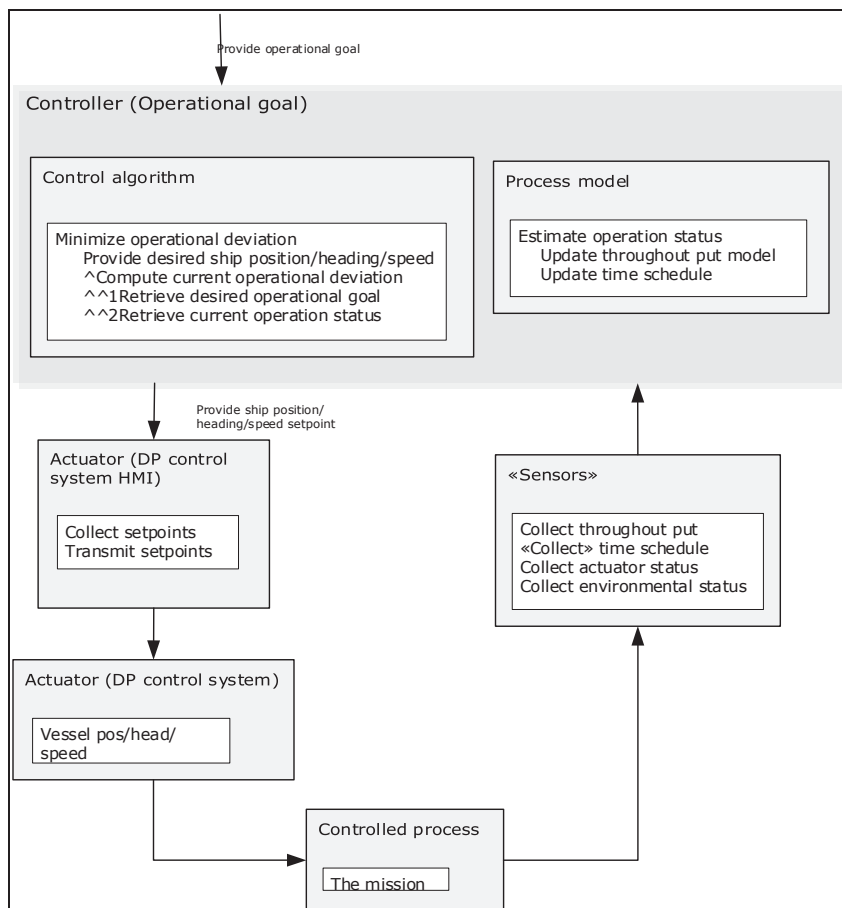 Provide operational goal
Controller (Operational goal)
Control algorithm
Minimize operational deviation
Provide desired ship position/heading/speed
^Compute current operational deviation
^^1Retrieve desired operational goal
^^2Retrieve current operation status
Process model
Estimate operation status
Update throughout put model
Update time schedule
Provide ship position/
heading/speed setpoint
Actuator (DP control
system HMI)
Collect setpoints
Transmit setpoints
«Sensors»
Collect throughout put
«Collect» time schedule
Collect actuator status
Collect environmental status
Actuator (DP control system)
Vessel pos/head/
speed
Controlled process
The mission